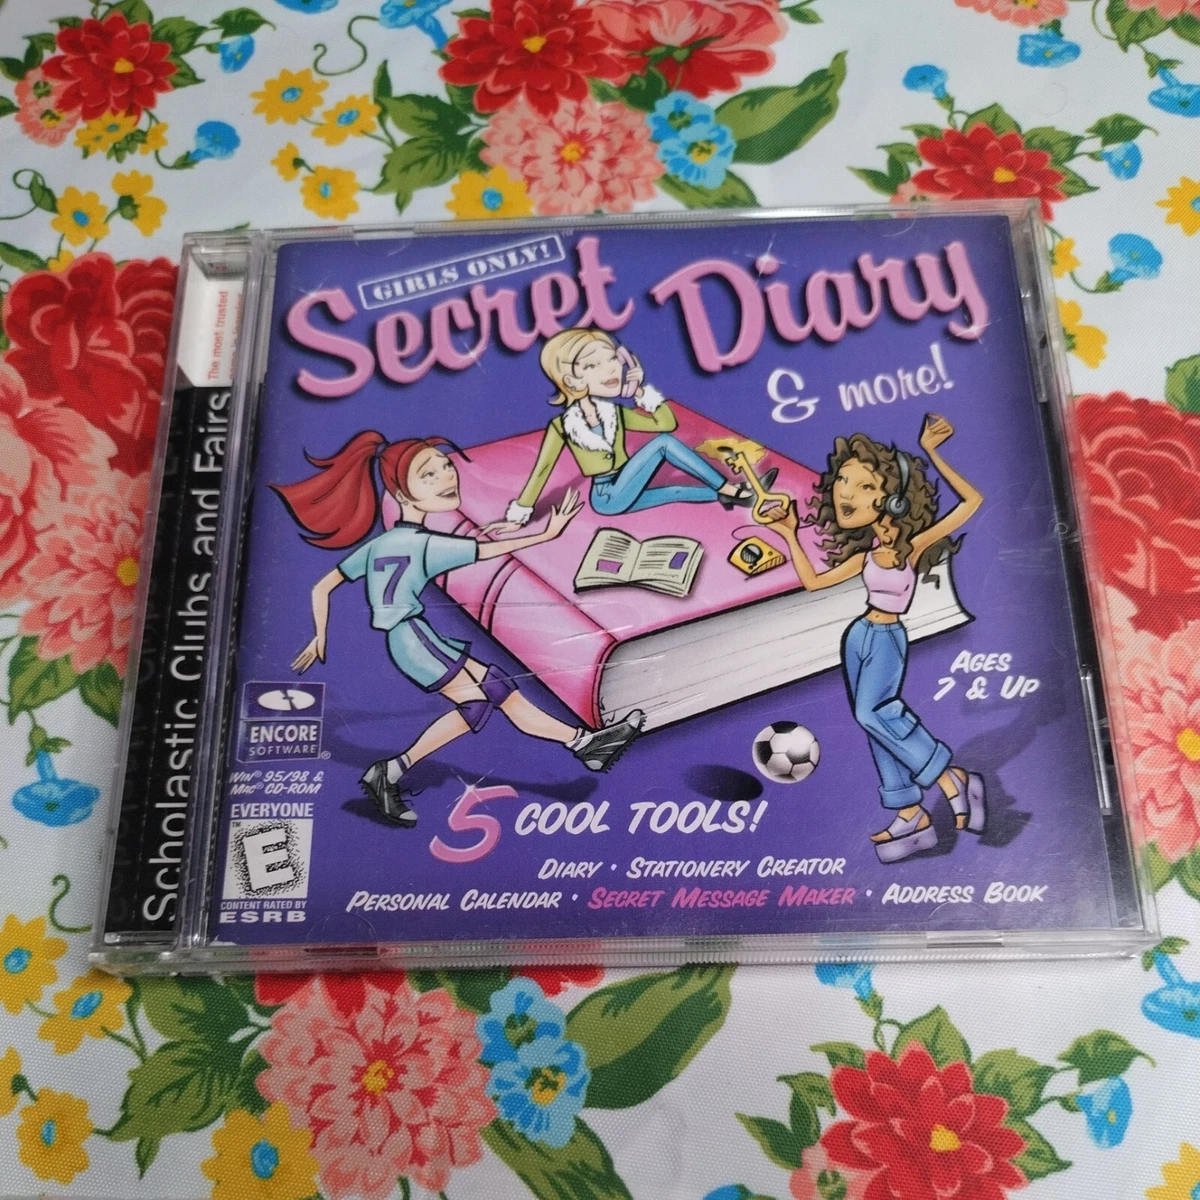 GIRLS ONLY!
Secret Diary
& more!
AGES
7 & UP
7
ENCORE
SOFTWARE®
WIN® 95/98 &
MAC® CD-ROM
EVERYONE
E
CONTENT RATED BY
ESRB
5 COOL TOOLS!
DIARY • STATIONERY CREATOR
PERSONAL CALENDAR • SECRET MESSAGE MAKER • ADDRESS BOOK
The most trusted
Scholastic Clubs and Fairs